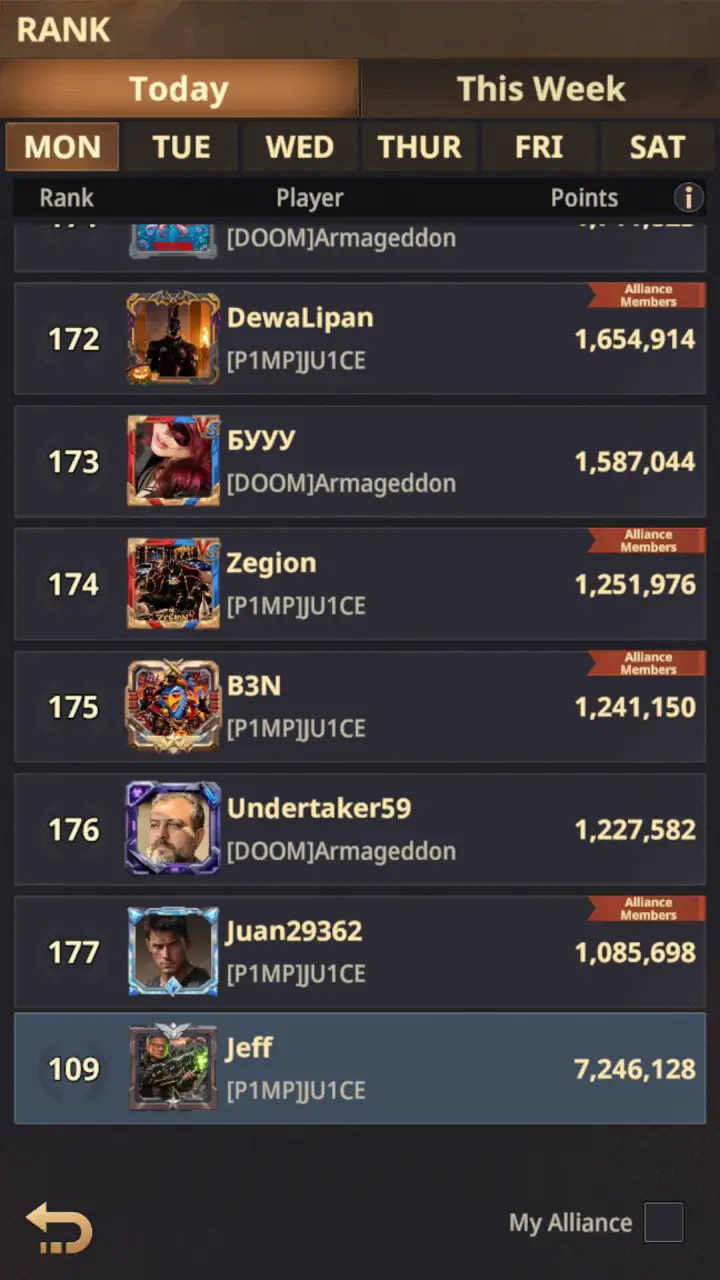 RANK
Today
This Week
MON
TUE
WED
THUR
FRI
SAT
Rank
Player
Points
[DOOM]Armageddon
Alliance
Members
172
DewaLipan
[P1MP]JU1CE
1,654,914
173
БУУУ
[DOOM]Armageddon
1,587,044
Alliance
Members
174
Zegion
[P1MP]JU1CE
1,251,976
Alliance
Members
175
B3N
[P1MP]JU1CE
1,241,150
176
Undertaker59
[DOOM]Armageddon
1,227,582
Alliance
Members
177
Juan29362
[P1MP]JU1CE
1,085,698
109
Jeff
[P1MP]JU1CE
7,246,128
My Alliance